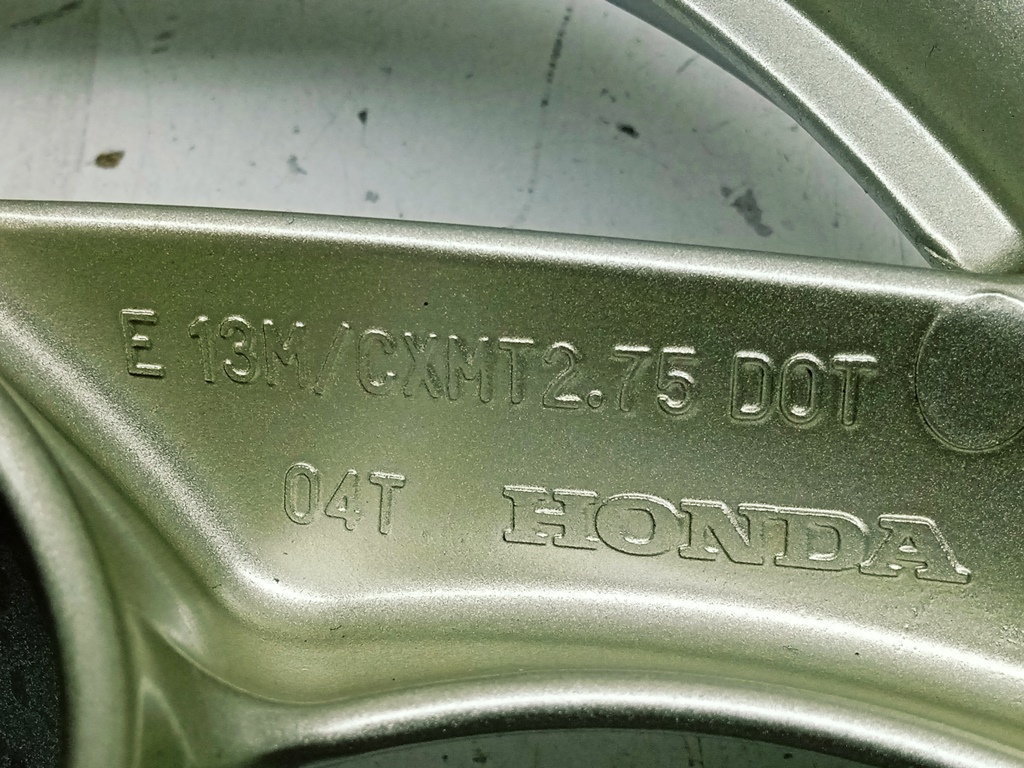 E 13M/CXMT2.75 DOT
04T HONDA